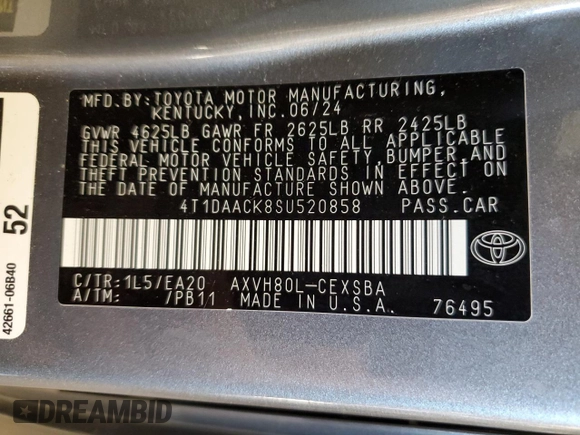 MFD.BY:TOYOTA MOTOR MANUFACTURING,
KENTUCKY, INC.06/24
GVWR 4625LB GAWR FR 2625LB RR 2425LB
THIS VEHICLE CONFORMS TO ALL APPLICABLE
FEDERAL MOTOR VEHICLE SAFETY, BUMPER, AND
THEFT PREVENTION STANDARDS IN EFFECT ON
THE DATE OF MANUFACTURE SHOWN ABOVE.
4T1DAACK8SU520858 PASS.CAR
C/TR:1L5/EA20 AXVH80L-CEXSBA
A/TM: /PB11 MADE IN U.S.A. 76495
52
42661-06B40
DREAMBID